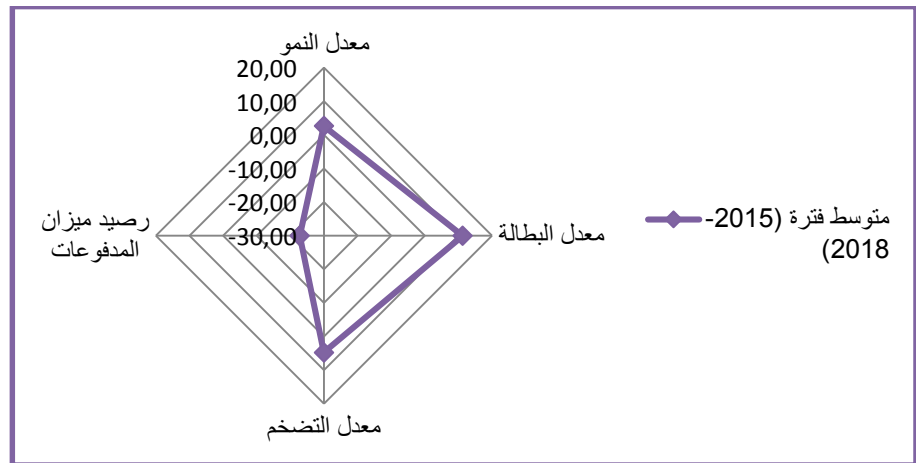 معدل النمو
20,00
10,00
0,00
-10,00
-20,00
-30,00
معدل البطالة
رصيد ميزان
المدفوعات
معدل التضخم
متوسط فترة (2015-
2018)